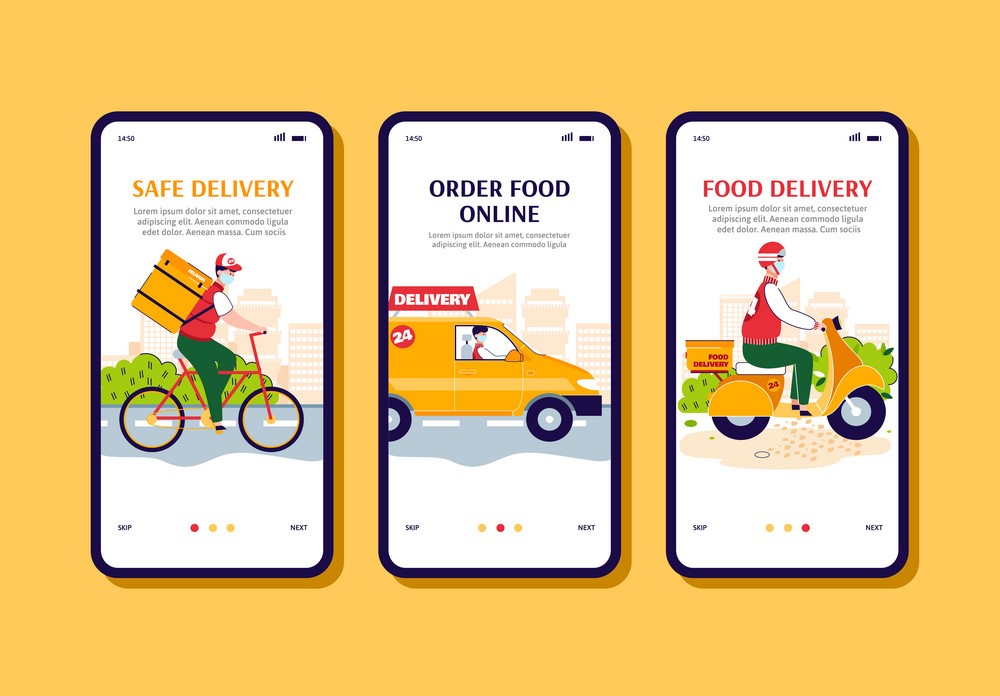 14:50
SAFE DELIVERY
Lorem ipsum dolor sit amet, consectetuer
adipiscing elit. Aenean commodo ligula
edet dolor. Aenean massa. Cum sociis
24
DELIVERY
SKIP
NEXT
14:50
ORDER FOOD
ONLINE
Lorem ipsum dolor sit amet, consectetuer
adipiscing elit. Aenean commodo ligula
DELIVERY
24
SKIP
NEXT
14:50
FOOD DELIVERY
Lorem ipsum dolor sit amet, consectetuer
adipiscing elit. Aenean commodo ligula
edet dolor. Aenean massa. Cum sociis
FOOD
DELIVERY
24
SKIP
NEXT